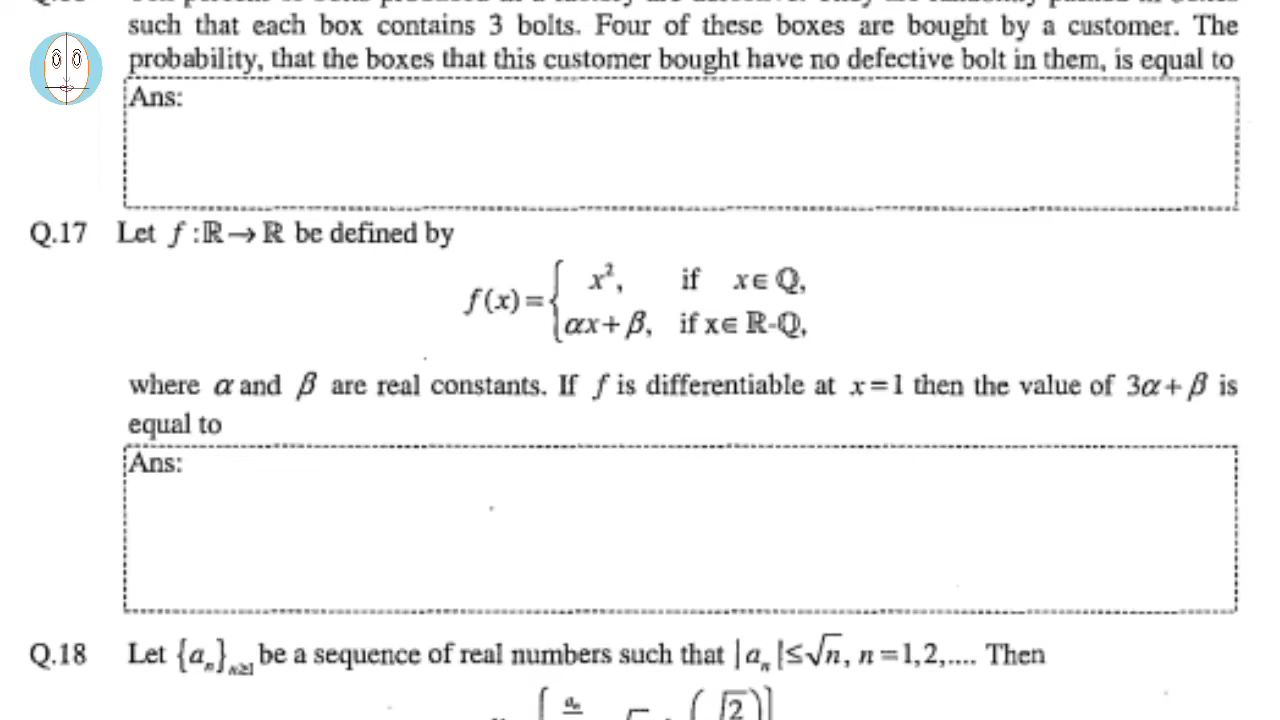 such that each box contains 3 bolts. Four of these boxes are bought by a customer. The
probability, that the boxes that this customer bought have no defective bolt in them, is equal to
Ans:
Q.17 Let f :ℝ→ℝ be defined by
f(x)={ x², if x∈ℚ,
αx+β, if x∈ ℝ-ℚ,
where α and β are real constants. If f is differentiable at x=1 then the value of 3α+β is
equal to
Ans:
Q.18 Let {aₙ}ₙ≥₁ be a sequence of real numbers such that |aₙ|≤√n, n=1,2,.... Then